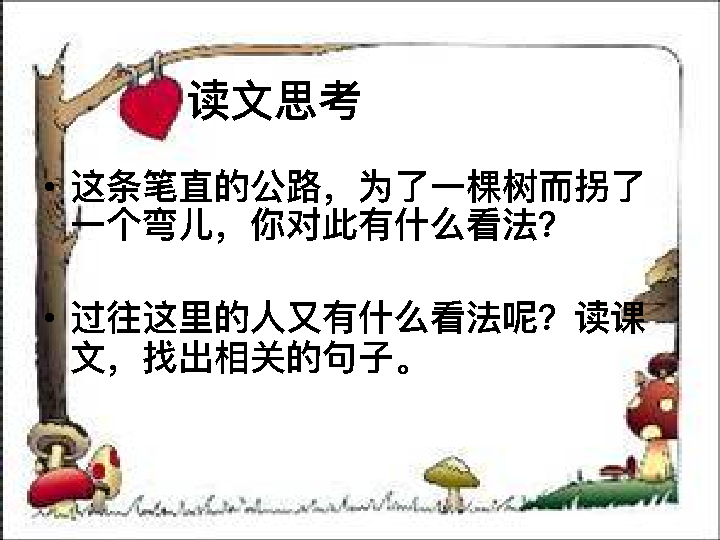 读文思考
• 这条笔直的公路，为了一棵树而拐了
一个弯儿，你对此有什么看法？
• 过往这里的人又有什么看法呢？读课
文，找出相关的句子。